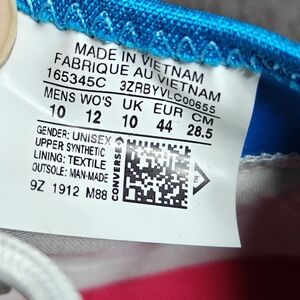 MADE IN VIETNAM
FABRIQUE AU VIETNAM
165345C 3ZRBYVLC00655
MENS WO'S UK EUR CM
10 12 10 44 28.5
GENDER: UNISEX
UPPER SYNTHETIC
LINING: TEXTILE
OUTSOLE: MAN-MADE
CONVERSE
9Z 1912 M88